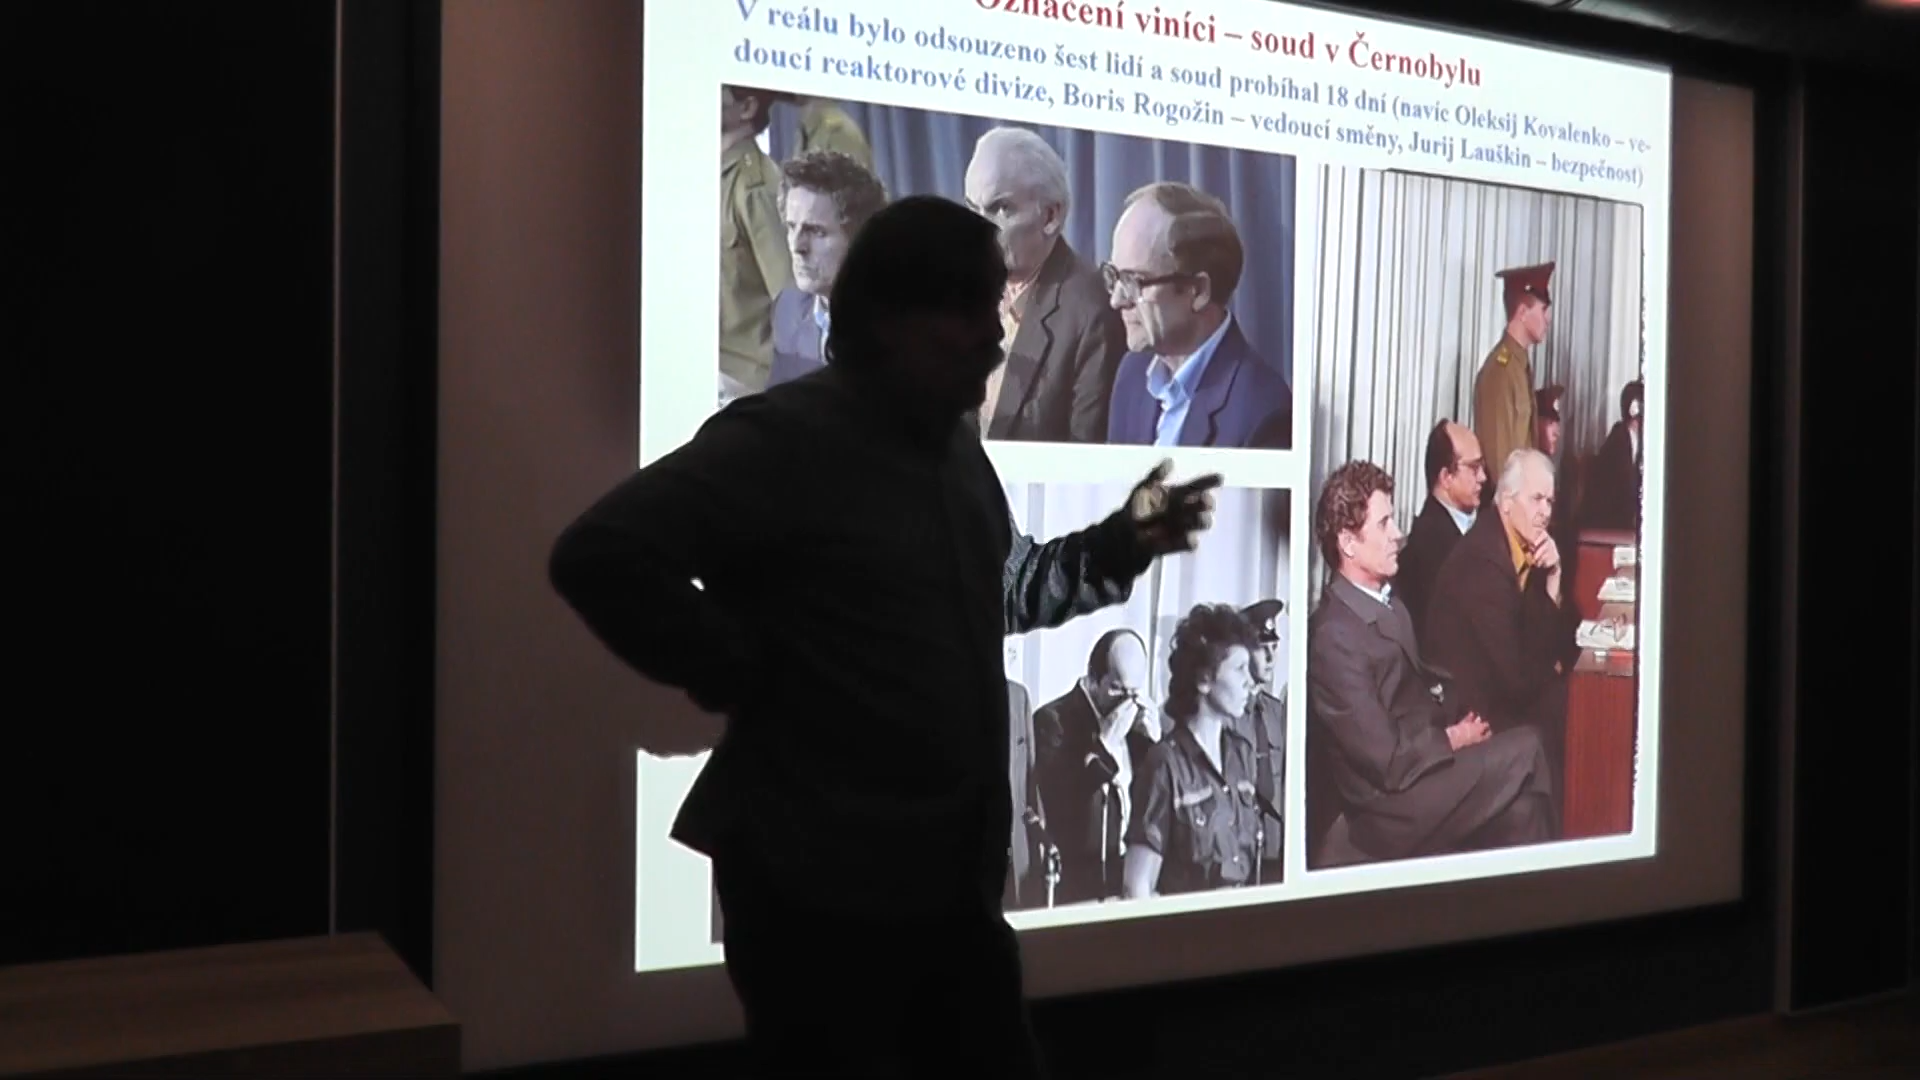 Označení viníci – soud v Černobylu
V reálu bylo odsouzeno šest lidí a soud probíhal 18 dní (navíc Oleksij Kovalenko – ve-
doucí reaktorové divize, Boris Rogožin – vedoucí směny, Jurij Lauškin – bezpečnost)